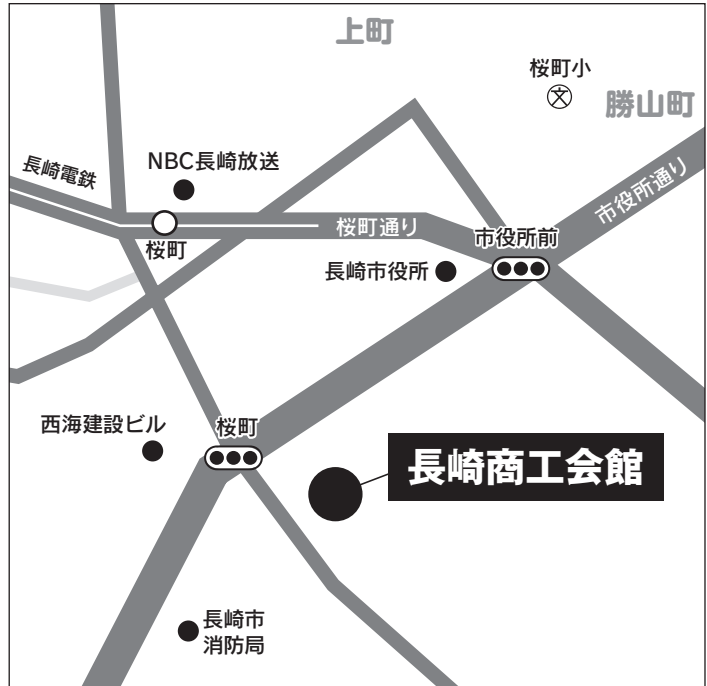 上町
桜町小
文
勝山町
長崎電鉄
NBC長崎放送
桜町
桜町通り
市役所前
市役所通り
長崎市役所
西海建設ビル
桜町
長崎商工会館
長崎市
消防局